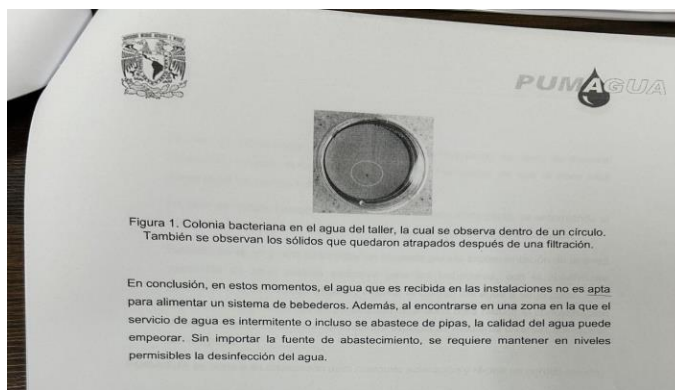 PUMAGUA
Figura 1. Colonia bacteriana en el agua del taller, la cual se observa dentro de un círculo.
También se observan los sólidos que quedaron atrapados después de una filtración.
En conclusión, en estos momentos, el agua que es recibida en las instalaciones no es apta
para alimentar un sistema de bebederos. Además, al encontrarse en una zona en la que el
servicio de agua es intermitente o incluso se abastece de pipas, la calidad del agua puede
empeorar. Sin importar la fuente de abastecimiento, se requiere mantener en niveles
permisibles la desinfección del agua.